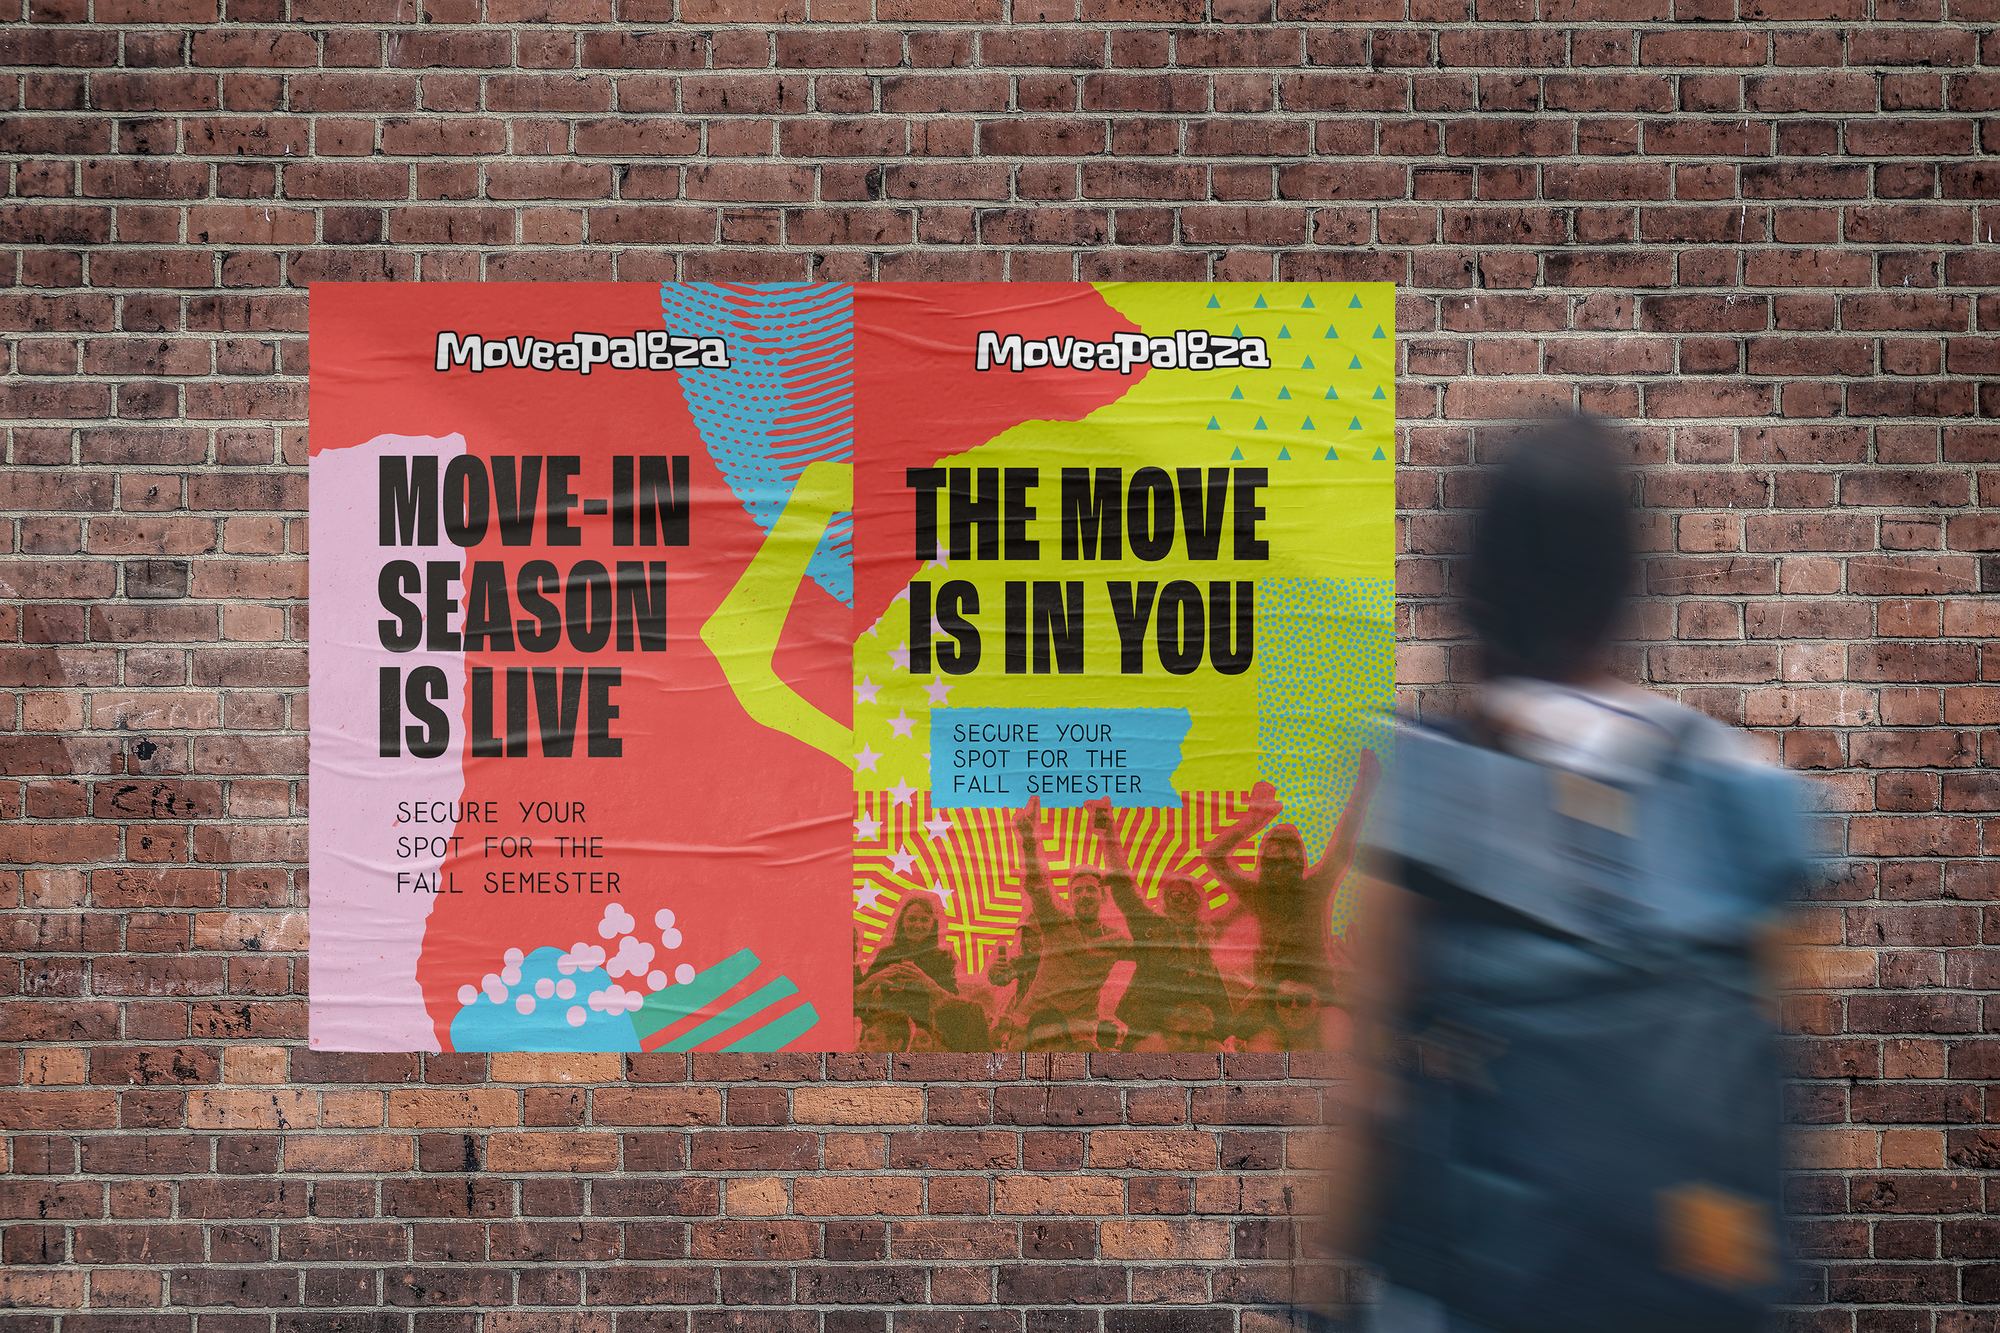 Moveapalooza
MOVE-IN
SEASON
IS LIVE
SECURE YOUR
SPOT FOR THE
FALL SEMESTER
Moveapalooza
THE MOVE
IS IN YOU
SECURE YOUR
SPOT FOR THE
FALL SEMESTER